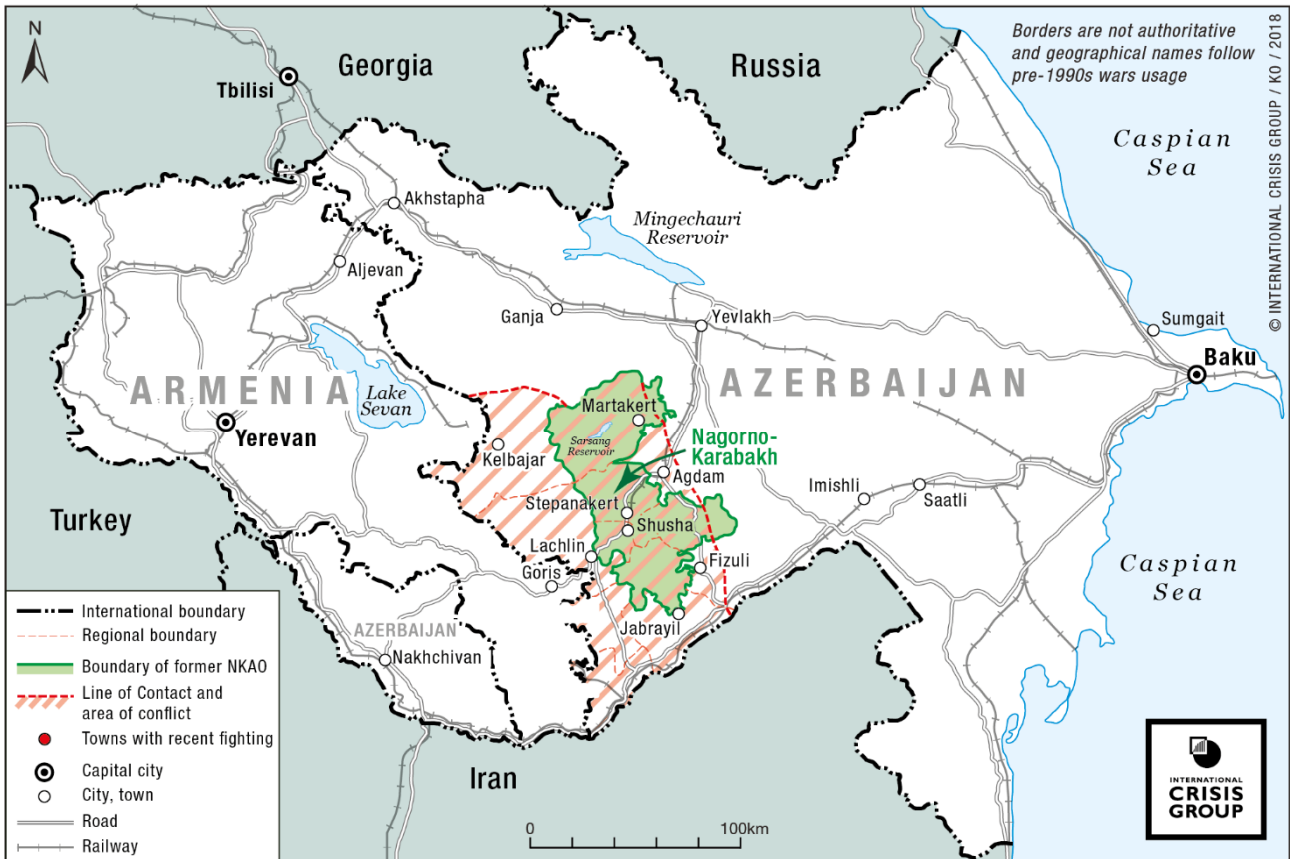 N
Georgia
Russia
Borders are not authoritative
and geographical names follow
pre-1990s wars usage
Tbilisi
Caspian
Sea
© INTERNATIONAL CRISIS GROUP / KO / 2018
Akhstapha
Mingechauri
Reservoir
Aljevan
Ganja
Yevlakh
Sumgait
Baku
ARMENIA
AZERBAIJAN
Lake
Sevan
Yerevan
Martakert
Sarsang
Reservoir
Nagorno-
Karabakh
Kelbajar
Agdam
Imishli
Saatli
Stepanakert
Shusha
Turkey
Lachlin
Goris
Fizuli
Caspian
Sea
Jabrayil
AZERBAIJAN
Nakhchivan
Iran
International boundary
Regional boundary
Boundary of former NKAO
Line of Contact and
area of conflict
Towns with recent fighting
Capital city
City, town
Road
Railway
0 100km
INTERNATIONAL
CRISIS
GROUP